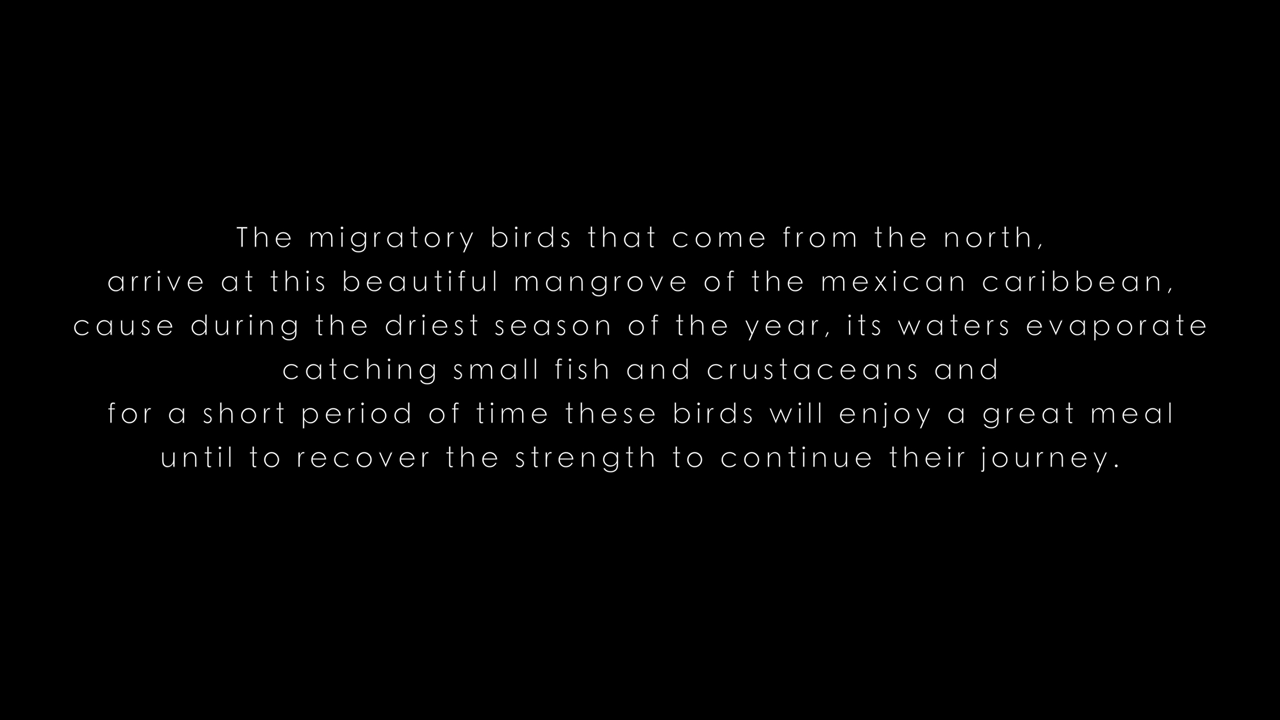 The migratory birds that come from the north,
arrive at this beautiful mangrove of the mexican caribbean,
cause during the driest season of the year, its waters evaporate
catching small fish and crustaceans and
for a short period of time these birds will enjoy a great meal
until to recover the strength to continue their journey.